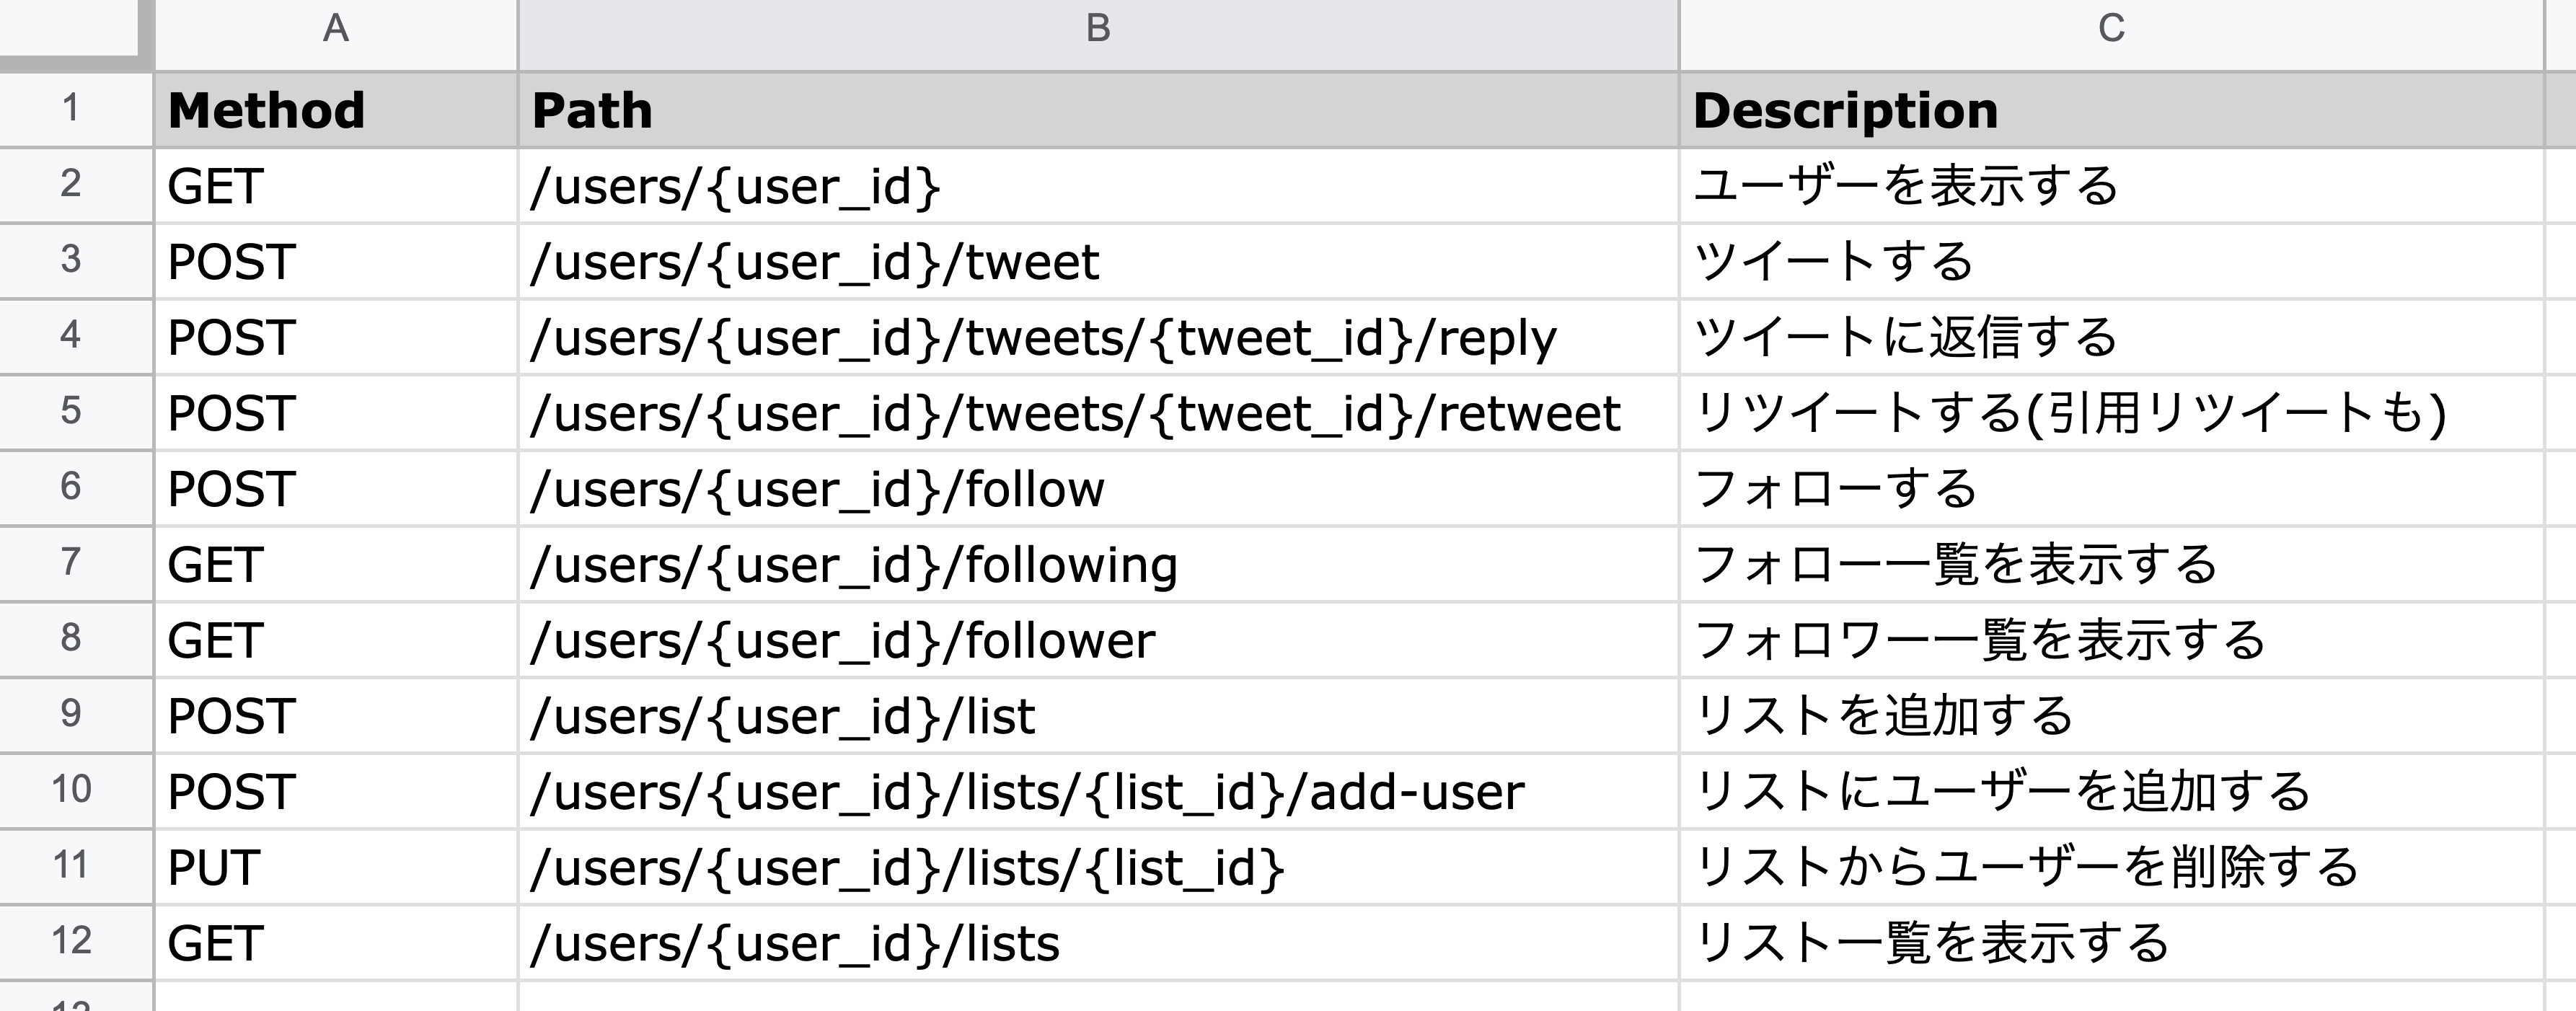 A B C
1 Method Path Description
2 GET /users/{user_id} ユーザーを表示する
3 POST /users/{user_id}/tweet ツイートする
4 POST /users/{user_id}/tweets/{tweet_id}/reply ツイートに返信する
5 POST /users/{user_id}/tweets/{tweet_id}/retweet リツイートする(引用リツイートも)
6 POST /users/{user_id}/follow フォローする
7 GET /users/{user_id}/following フォロー一覧を表示する
8 GET /users/{user_id}/follower フォロワー一覧を表示する
9 POST /users/{user_id}/list リストを追加する
10 POST /users/{user_id}/lists/{list_id}/add-user リストにユーザーを追加する
11 PUT /users/{user_id}/lists/{list_id} リストからユーザーを削除する
12 GET /users/{user_id}/lists リスト一覧を表示する